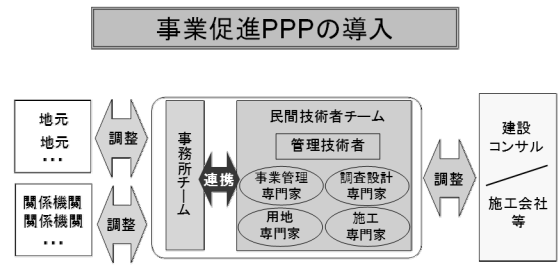 事業促進PPPの導入
地元
地元
・・・
調整
関係機関
関係機関
・・・
調整
事務所チーム
連携
民間技術者チーム
管理技術者
事業管理
専門家
調査設計
専門家
用地
専門家
施工
専門家
調整
建設
コンサル
施工会社
等